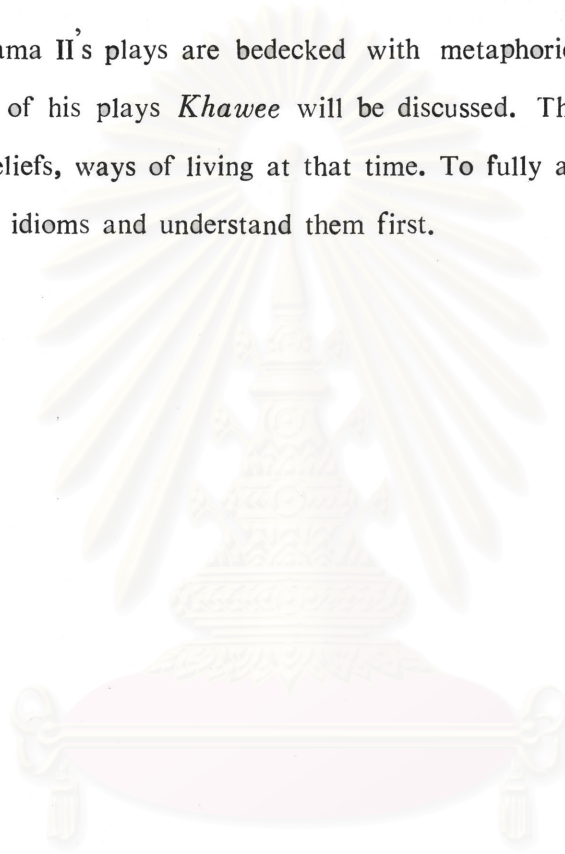 ama II's plays are bedecked with metaphoric
of his plays Khawee will be discussed. Th
eliefs, ways of living at that time. To fully a
idioms and understand them first.